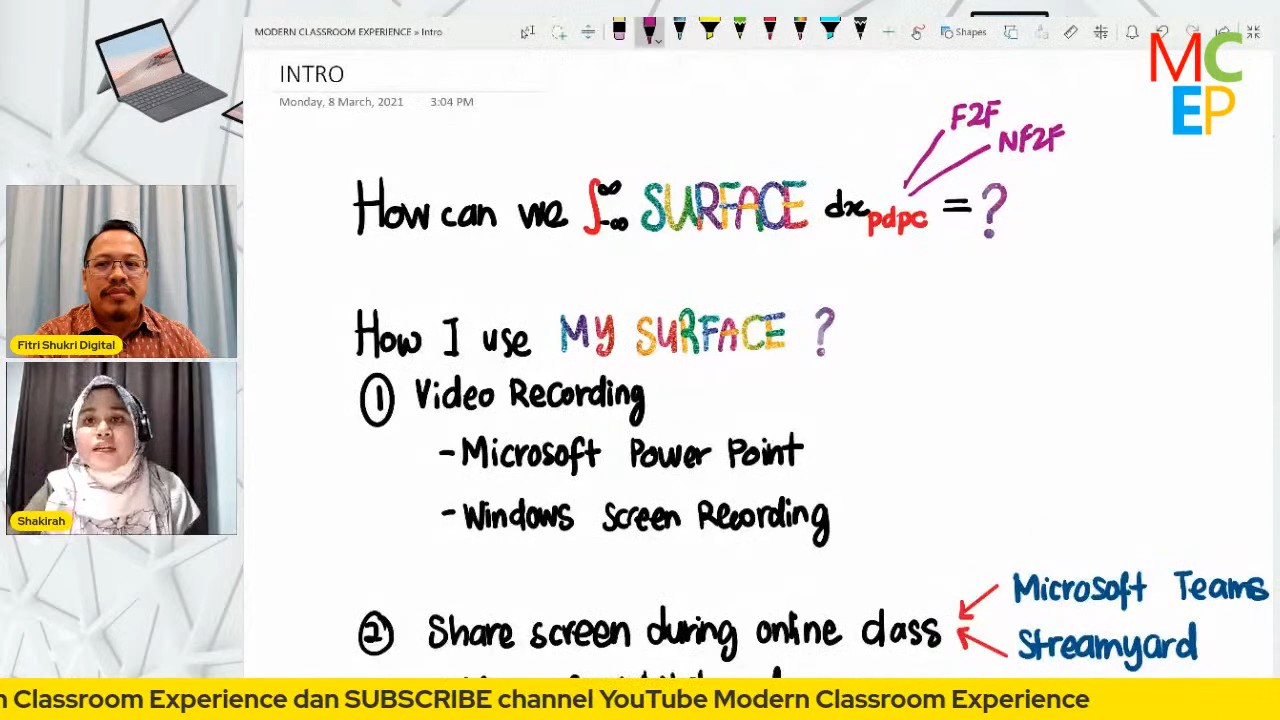 MODERN CLASSROOM EXPERIENCE » Intro
Shapes
INTRO
Monday, 8 March, 2021 3:04 PM
MC
EP
F2F
NF2F
How can we ∫-∞∞ SURFACE dx pdpc = ?
How I use MY SURFACE ?
① Video Recording
- Microsoft Power Point
- Windows Screen Recording
② Share screen during online class
Microsoft Teams
Streamyard
Fitri Shukri Digital
Shakirah
Classroom Experience dan SUBSCRIBE channel YouTube Modern Classroom Experience